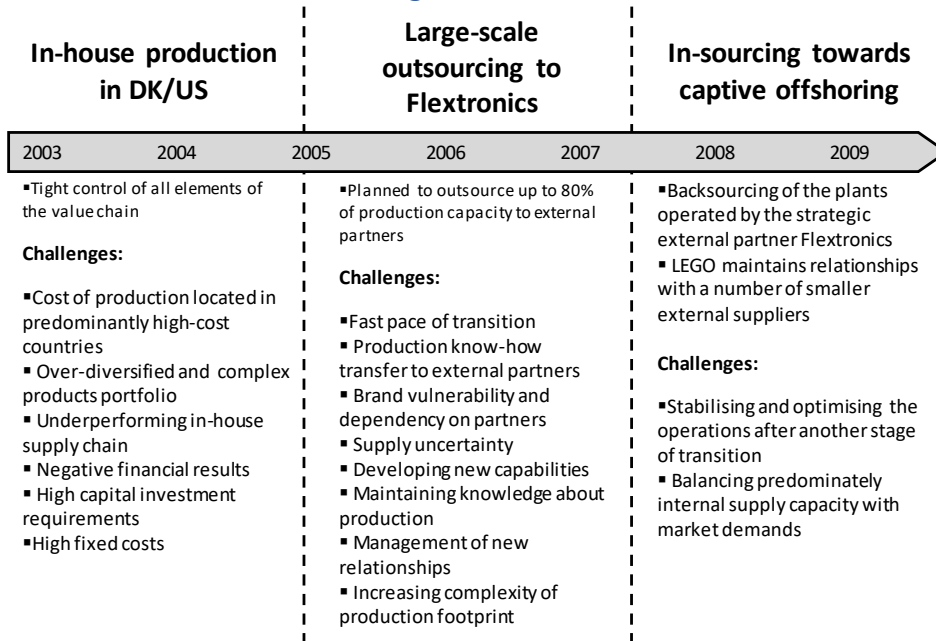 In-house production
in DK/US
Large-scale
outsourcing to
Flextronics
In-sourcing towards
captive offshoring
2003 2004 2005 2006 2007 2008 2009
▪Tight control of all elements of
the value chain
Challenges:
▪Cost of production located in
predominantly high-cost
countries
▪ Over-diversified and complex
products portfolio
▪ Underperforming in-house
supply chain
▪ Negative financial results
▪ High capital investment
requirements
▪High fixed costs
▪Planned to outsource up to 80%
of production capacity to external
partners
Challenges:
▪Fast pace of transition
▪ Production know-how
transfer to external partners
▪ Brand vulnerability and
dependency on partners
▪ Supply uncertainty
▪ Developing new capabilities
▪ Maintaining knowledge about
production
▪ Management of new
relationships
▪ Increasing complexity of
production footprint
▪Backsourcing of the plants
operated by the strategic
external partner Flextronics
▪ LEGO maintains relationships
with a number of smaller
external suppliers
Challenges:
▪Stabilising and optimising the
operations after another stage
of transition
▪ Balancing predominately
internal supply capacity with
market demands